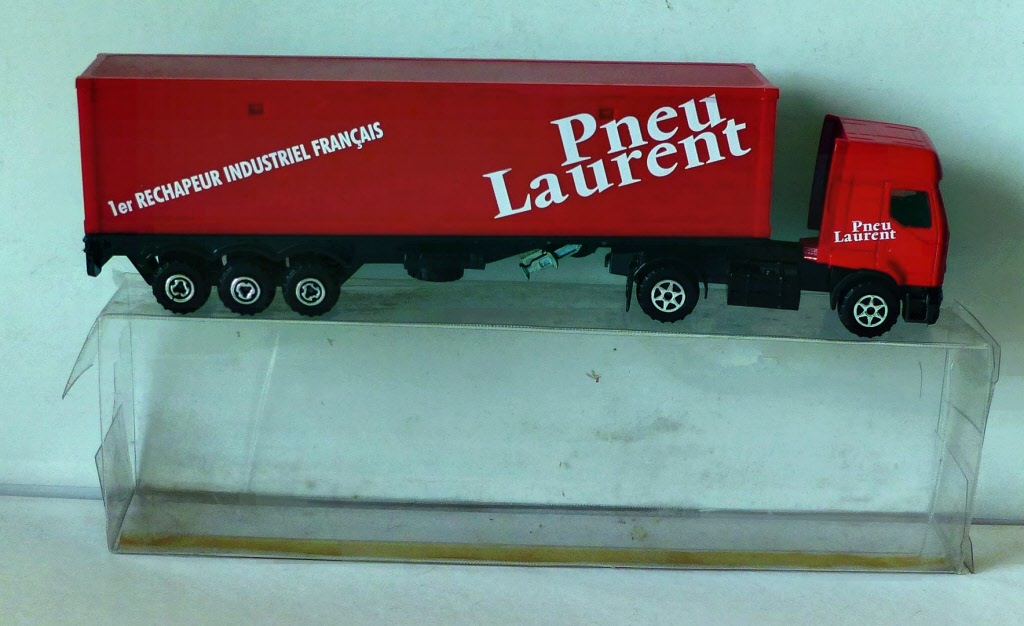 1er RECHAPEUR INDUSTRIEL FRANÇAIS
Pneu
Laurent
Pneu
Laurent